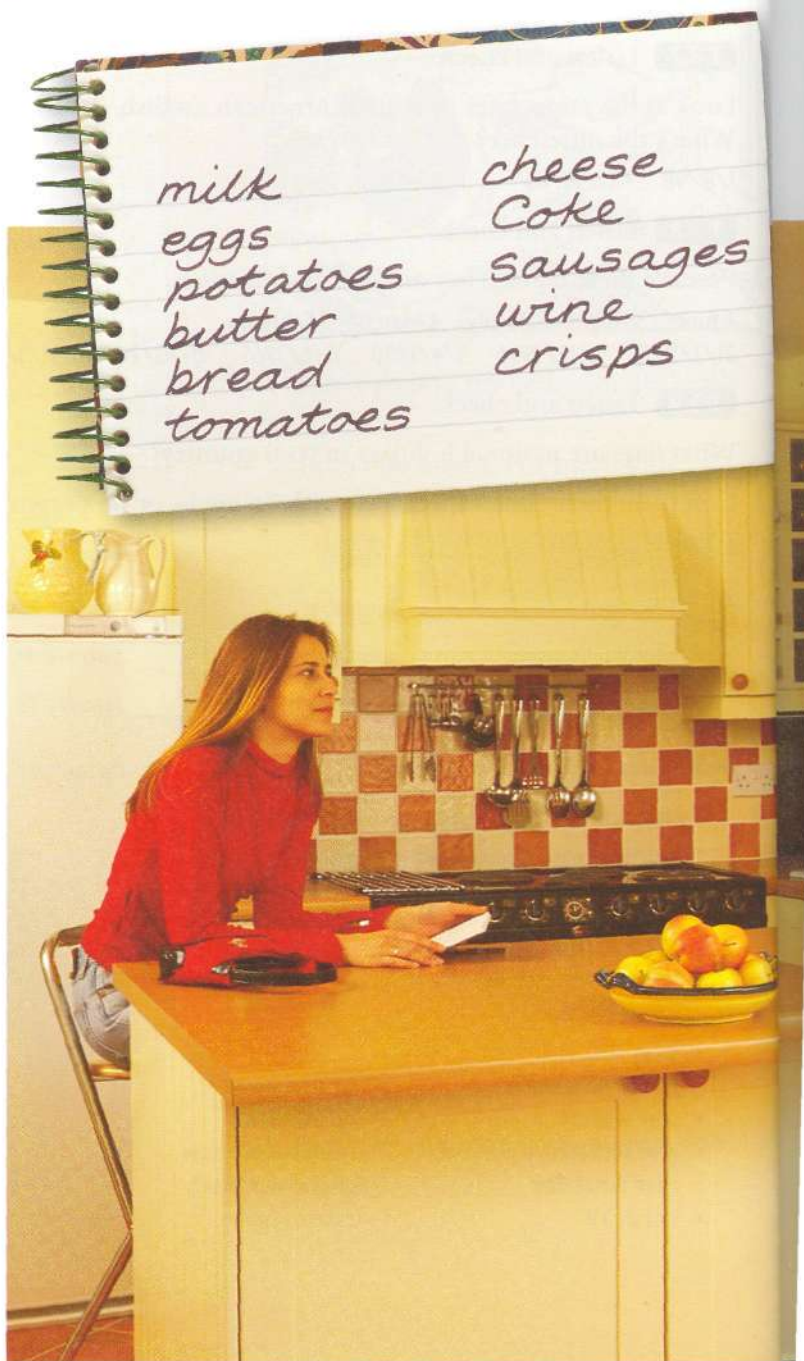 milk
eggs
potatoes
butter
bread
tomatoes
cheese
Coke
sausages
wine
crisps